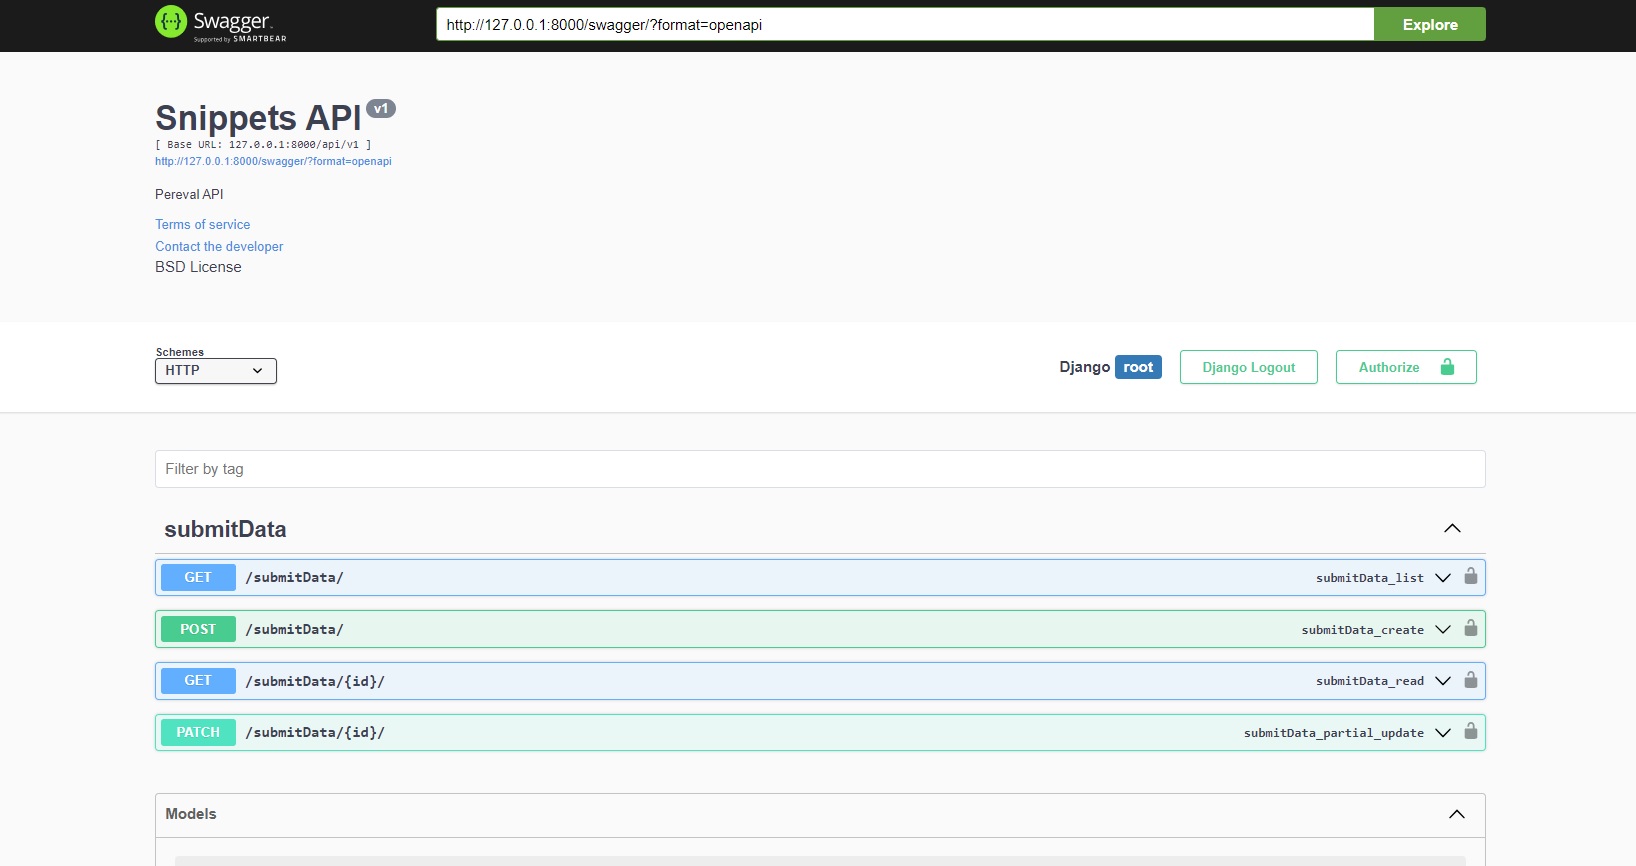 Swagger.
Supported by SMARTBEAR
http://127.0.0.1:8000/swagger/?format=openapi
Explore
Snippets API v1
[ Base URL: 127.0.0.1:8000/api/v1 ]
http://127.0.0.1:8000/swagger/?format=openapi
Pereval API
Terms of service
Contact the developer
BSD License
Schemes
HTTP
Django root
Django Logout
Authorize
Filter by tag
submitData
GET /submitData/ submitData_list
POST /submitData/ submitData_create
GET /submitData/{id}/ submitData_read
PATCH /submitData/{id}/ submitData_partial_update
Models